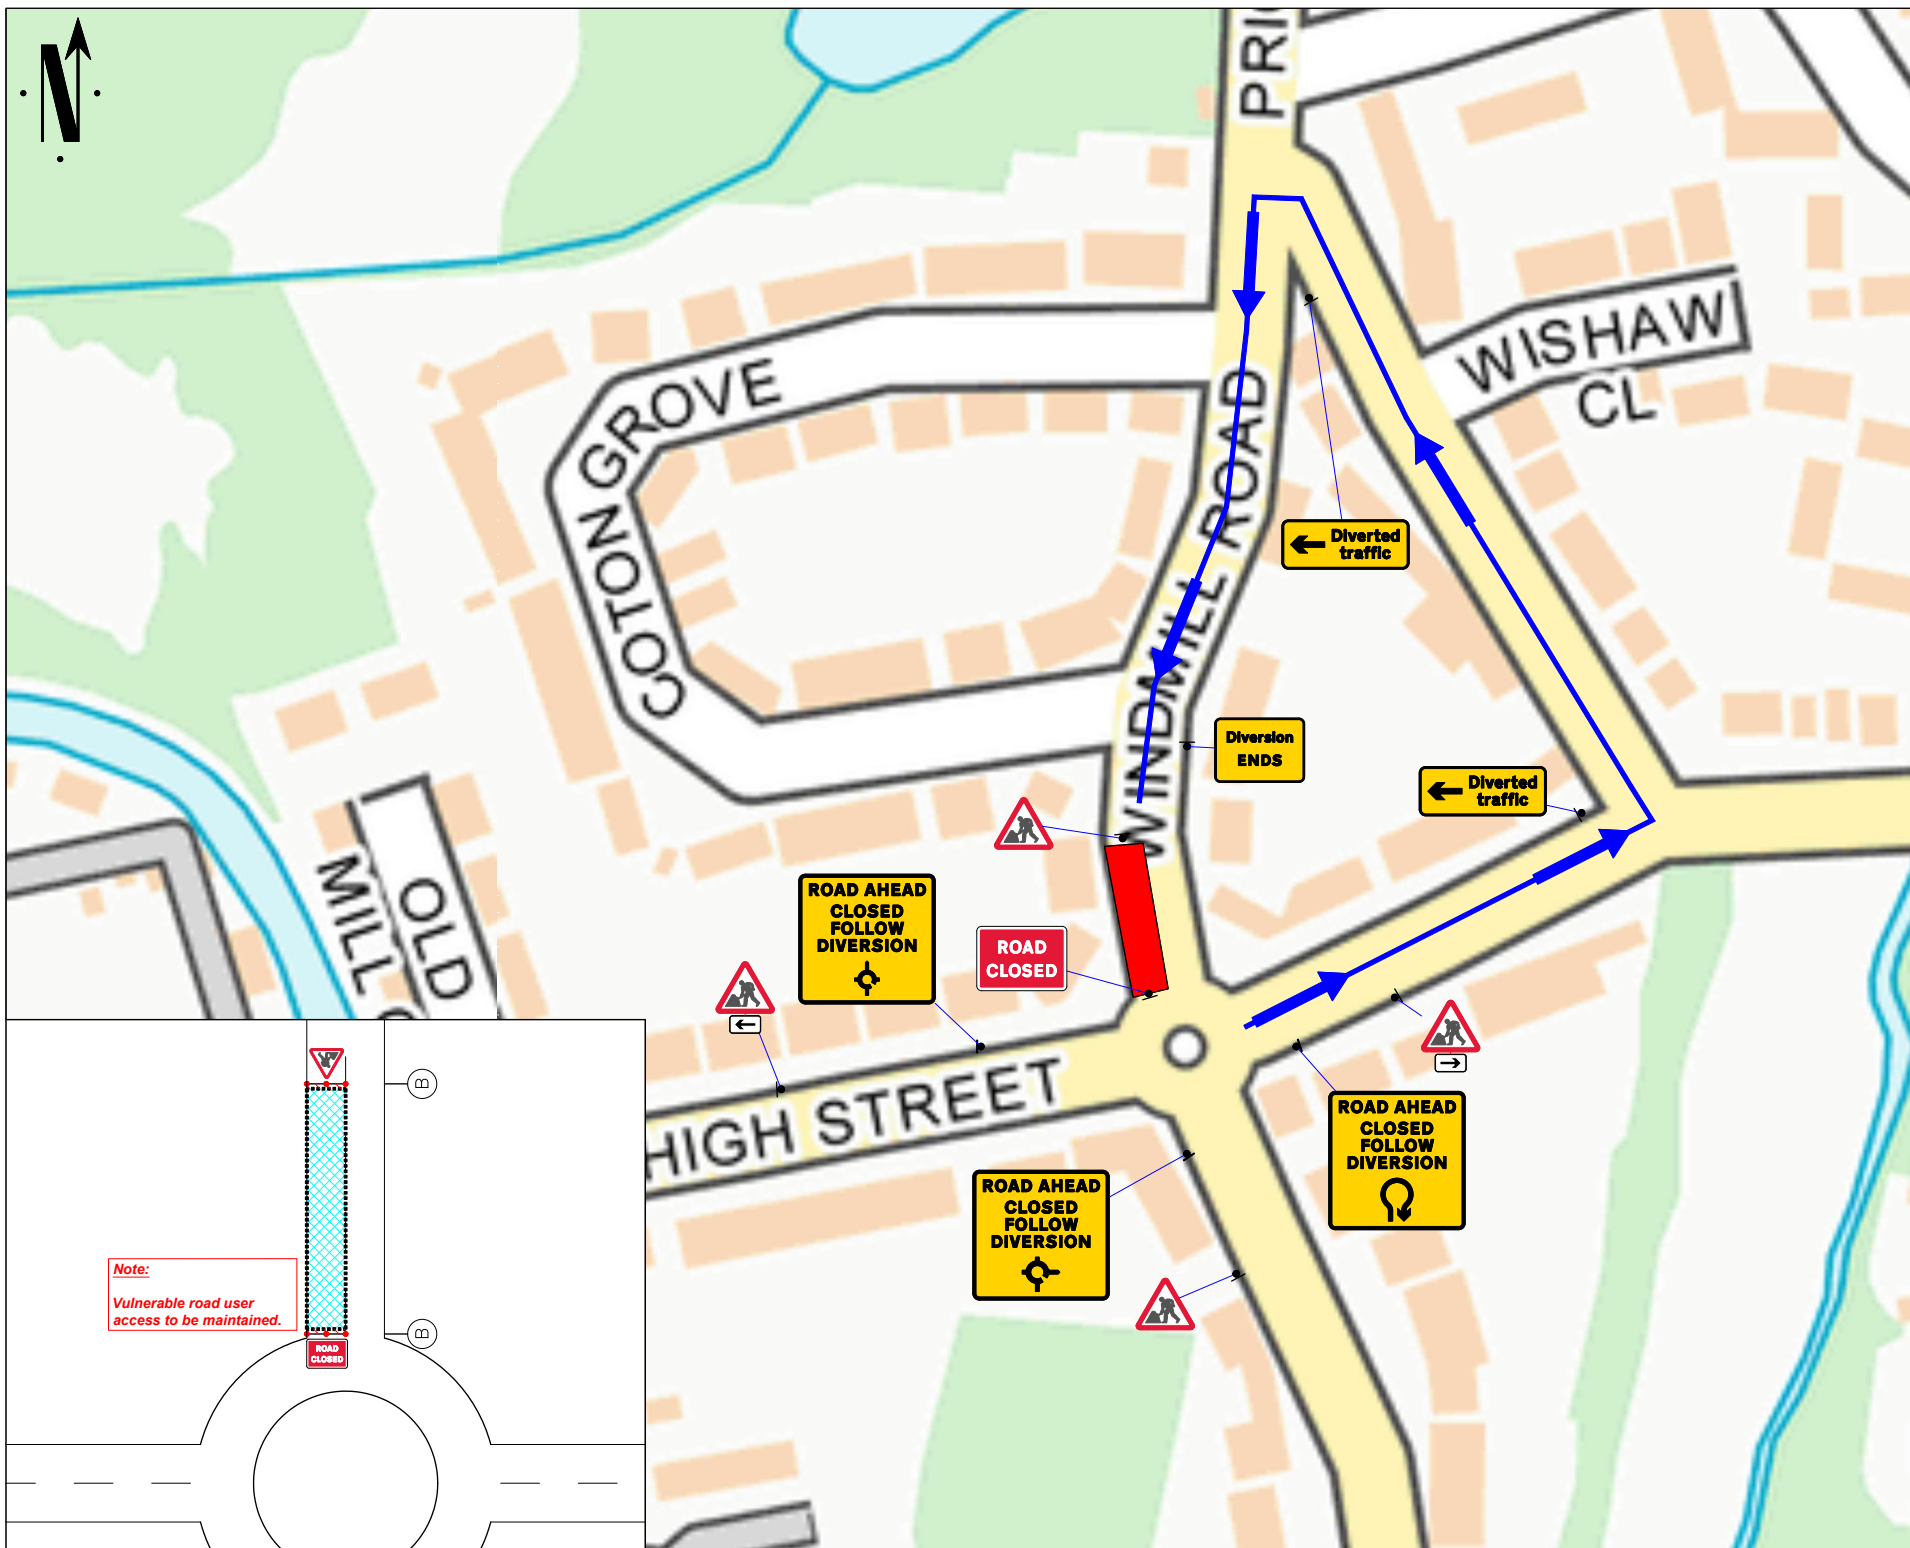 N
PRI
WISHAW
CL
COTON GROVE
WINDMILL ROAD
Diverted
traffic
Diversion
ENDS
Diverted
traffic
OLD
MILL C
ROAD AHEAD
CLOSED
FOLLOW
DIVERSION
ROAD
CLOSED
HIGH STREET
ROAD AHEAD
CLOSED
FOLLOW
DIVERSION
ROAD AHEAD
CLOSED
FOLLOW
DIVERSION
B
Note:
Vulnerable road user
access to be maintained.
B
ROAD
CLOSED